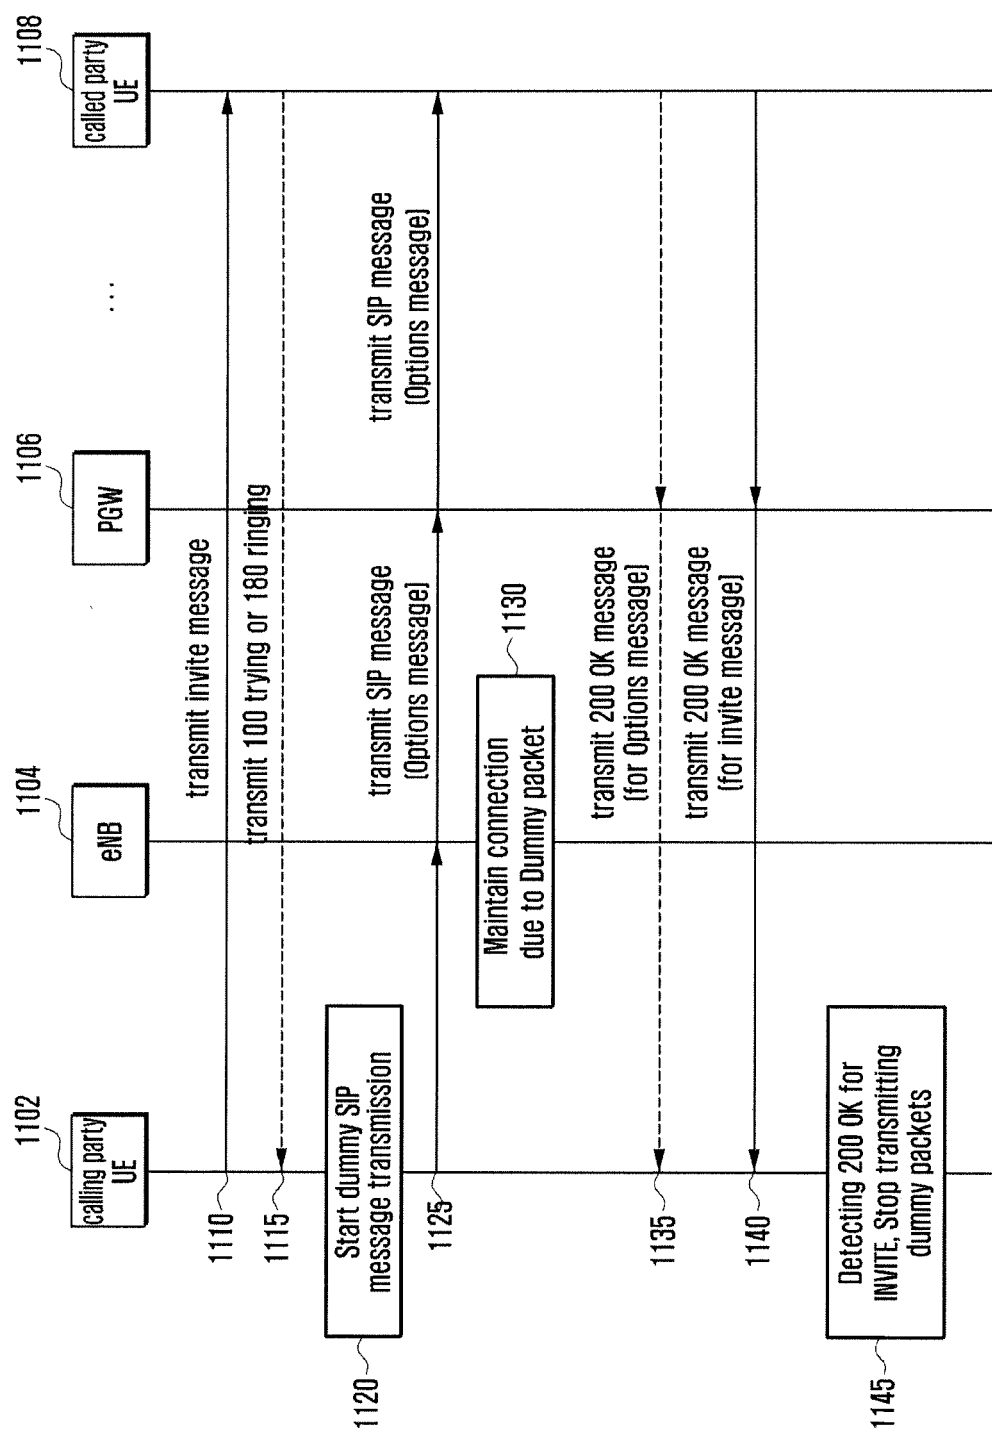 1102
1104
1106
1108
calling party
UE
eNB
PGW
...
called party
UE
1110
transmit invite message
1115
transmit 100 trying or 180 ringing
1120
Start dummy SIP
message transmission
1125
transmit SIP message
(Options message)
transmit SIP message
(Options message)
1130
Maintain connection
due to Dummy packet
1135
transmit 200 OK message
(for Options message)
1140
transmit 200 OK message
(for invite message)
1145
Detecting 200 OK for
INVITE, Stop transmitting
dummy packets